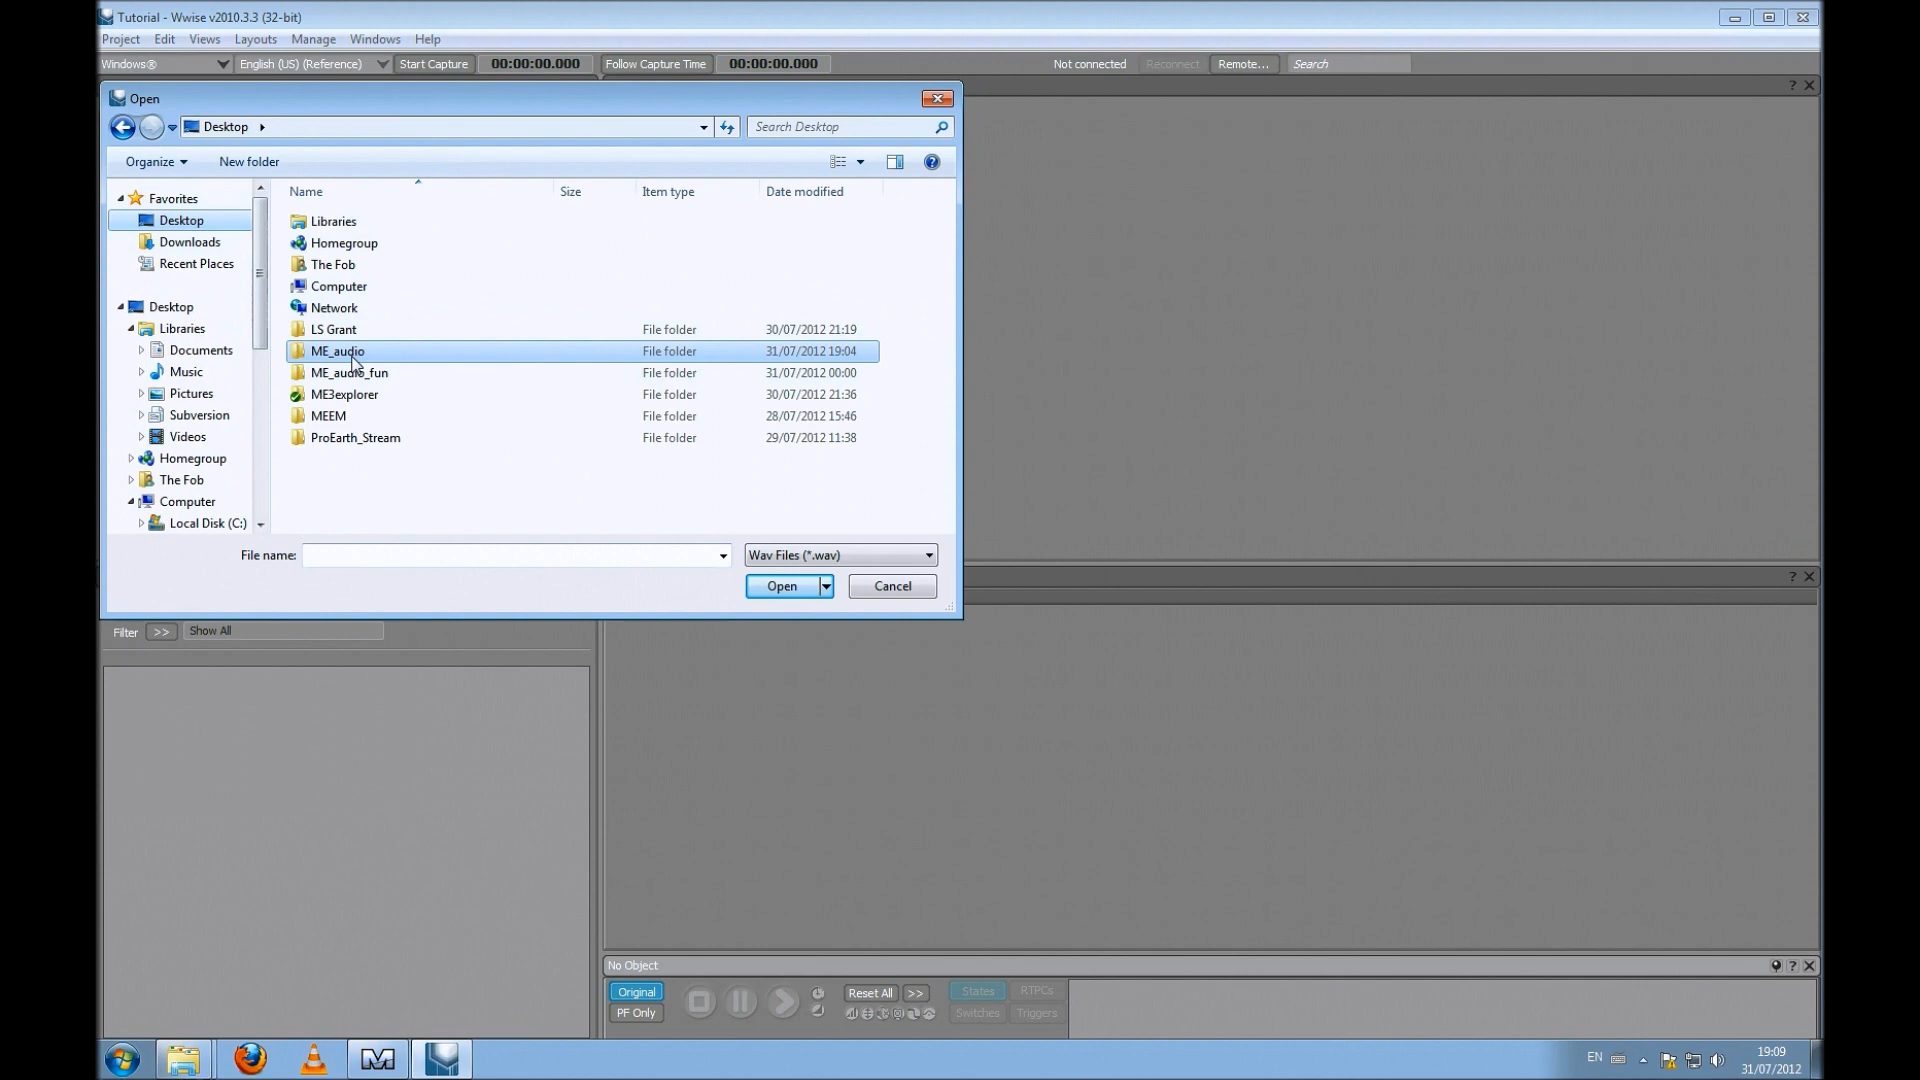 Tutorial - Wwise v2010.3.3 (32-bit)
Project Edit Views Layouts Manage Windows Help
Windows® English (US) (Reference) Start Capture 00:00:00.000 Follow Capture Time 00:00:00.000 Not connected Reconnect Remote... Search
Open
Desktop Search Desktop
Organize New folder
Name Size Item type Date modified
Favorites
Desktop
Downloads
Recent Places
Desktop
Libraries
Documents
Music
Pictures
Subversion
Videos
Homegroup
The Fob
Computer
Local Disk (C:)
Libraries
Homegroup
The Fob
Computer
Network
LS Grant File folder 30/07/2012 21:19
ME_audio File folder 31/07/2012 19:04
ME_audio_fun File folder 31/07/2012 00:00
ME3explorer File folder 30/07/2012 21:36
MEEM File folder 28/07/2012 15:46
ProEarth_Stream File folder 29/07/2012 11:38
File name: Wav Files (*.wav)
Open Cancel
Filter >> Show All
No Object
Original Reset All >> States RTPCs
PF Only Switches Triggers
EN 19:09
31/07/2012